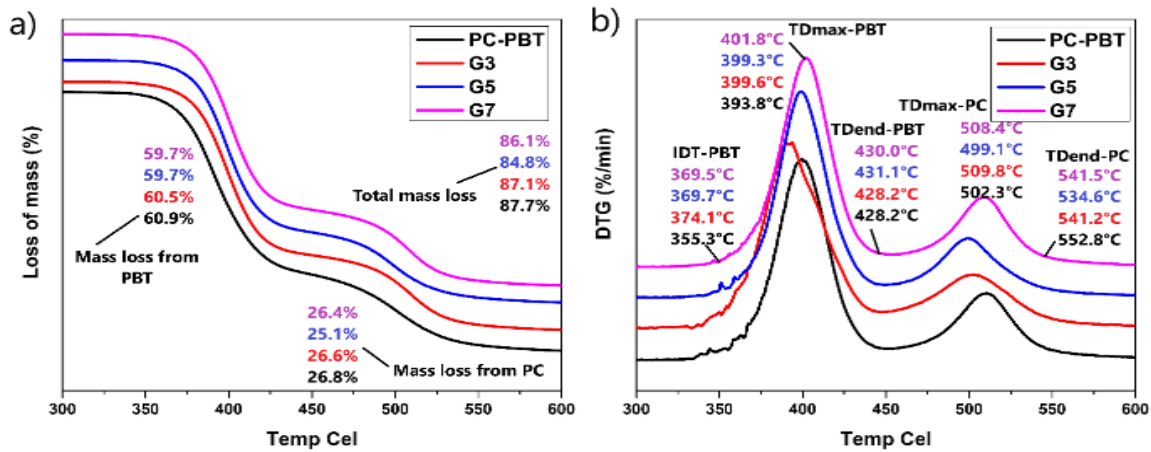 a)
PC-PBT
G3
G5
G7
59.7%
59.7%
60.5%
60.9%
Mass loss from
PBT
86.1%
84.8%
87.1%
87.7%
Total mass loss
26.4%
25.1%
26.6%
26.8%
Mass loss from PC
Loss of mass (%)
300
350
400
450
500
550
600
Temp Cel
b)
PC-PBT
G3
G5
G7
401.8°C
399.3°C
399.6°C
393.8°C
TDmax-PBT
IDT-PBT
369.5°C
369.7°C
374.1°C
355.3°C
TDend-PBT
430.0°C
431.1°C
428.2°C
428.2°C
TDmax-PC
508.4°C
499.1°C
509.8°C
502.3°C
TDend-PC
541.5°C
534.6°C
541.2°C
552.8°C
DTG (%/min)
300
350
400
450
500
550
600
Temp Cel